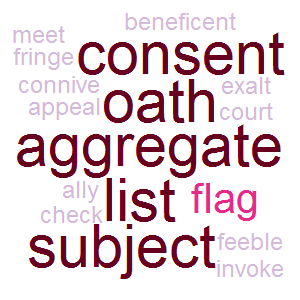 beneficent
meet
fringe
consent
connive
exalt
appeal
oath
court
aggregate
ally
list
flag
check
subject
feeble
invoke